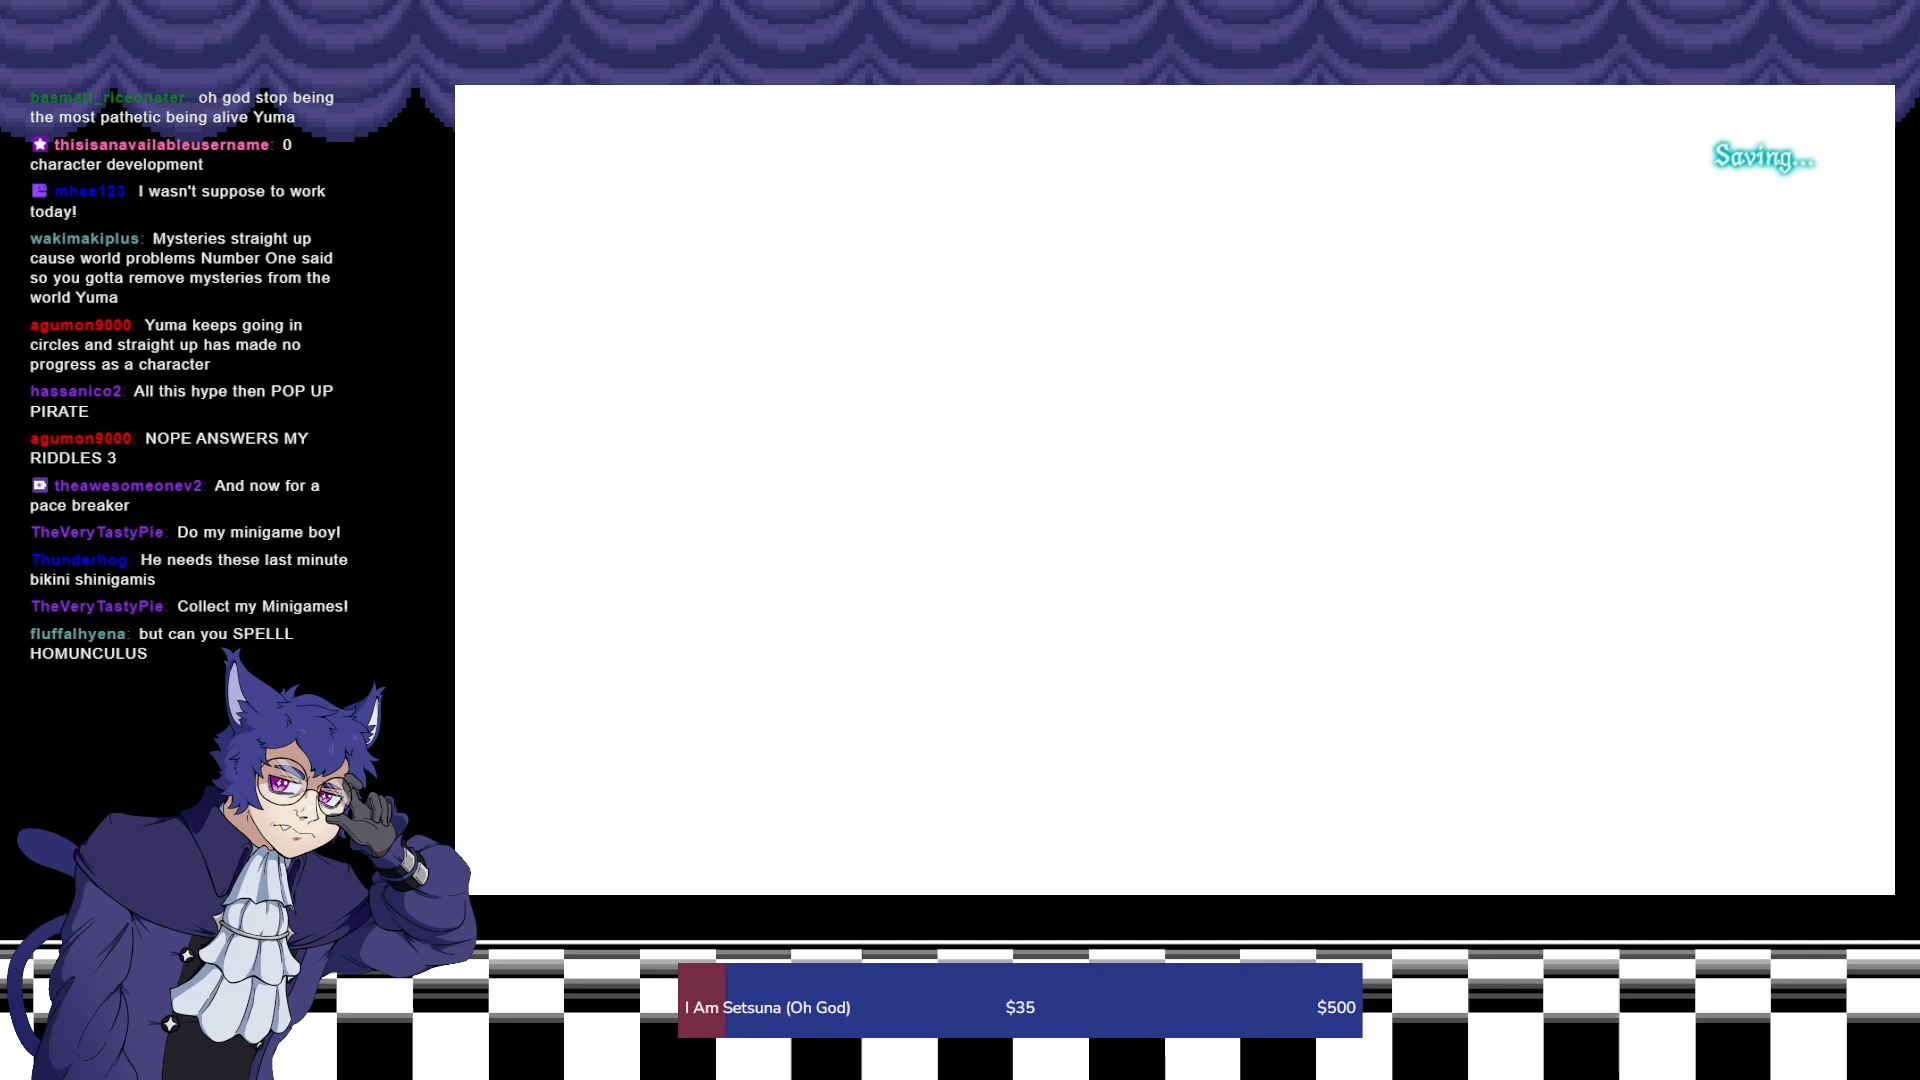 basmati_riceonater: oh god stop being
the most pathetic being alive Yuma
thisisanavailableusername: 0
character development
mhee123: I wasn't suppose to work
today!
wakimakiplus: Mysteries straight up
cause world problems Number One said
so you gotta remove mysteries from the
world Yuma
agumon9000: Yuma keeps going in
circles and straight up has made no
progress as a character
hassanico2: All this hype then POP UP
PIRATE
agumon9000: NOPE ANSWERS MY
RIDDLES 3
theawesomeonev2: And now for a
pace breaker
TheVeryTastyPie: Do my minigame boy!
Thunderhog: He needs these last minute
bikini shinigamis
TheVeryTastyPie: Collect my Minigames!
fluffalhyena: but can you SPELLL
HOMUNCULUS
Saving...
I Am Setsuna (Oh God) $35 $500